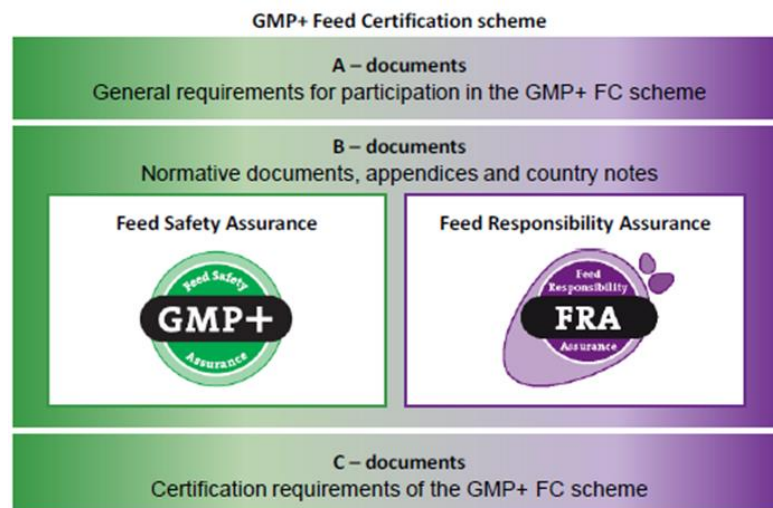 GMP+ Feed Certification scheme
A – documents
General requirements for participation in the GMP+ FC scheme
B – documents
Normative documents, appendices and country notes
Feed Safety Assurance
Feed Responsibility Assurance
Feed Safety
GMP+
Assurance
Feed
Responsibility
FRA
Assurance
C – documents
Certification requirements of the GMP+ FC scheme